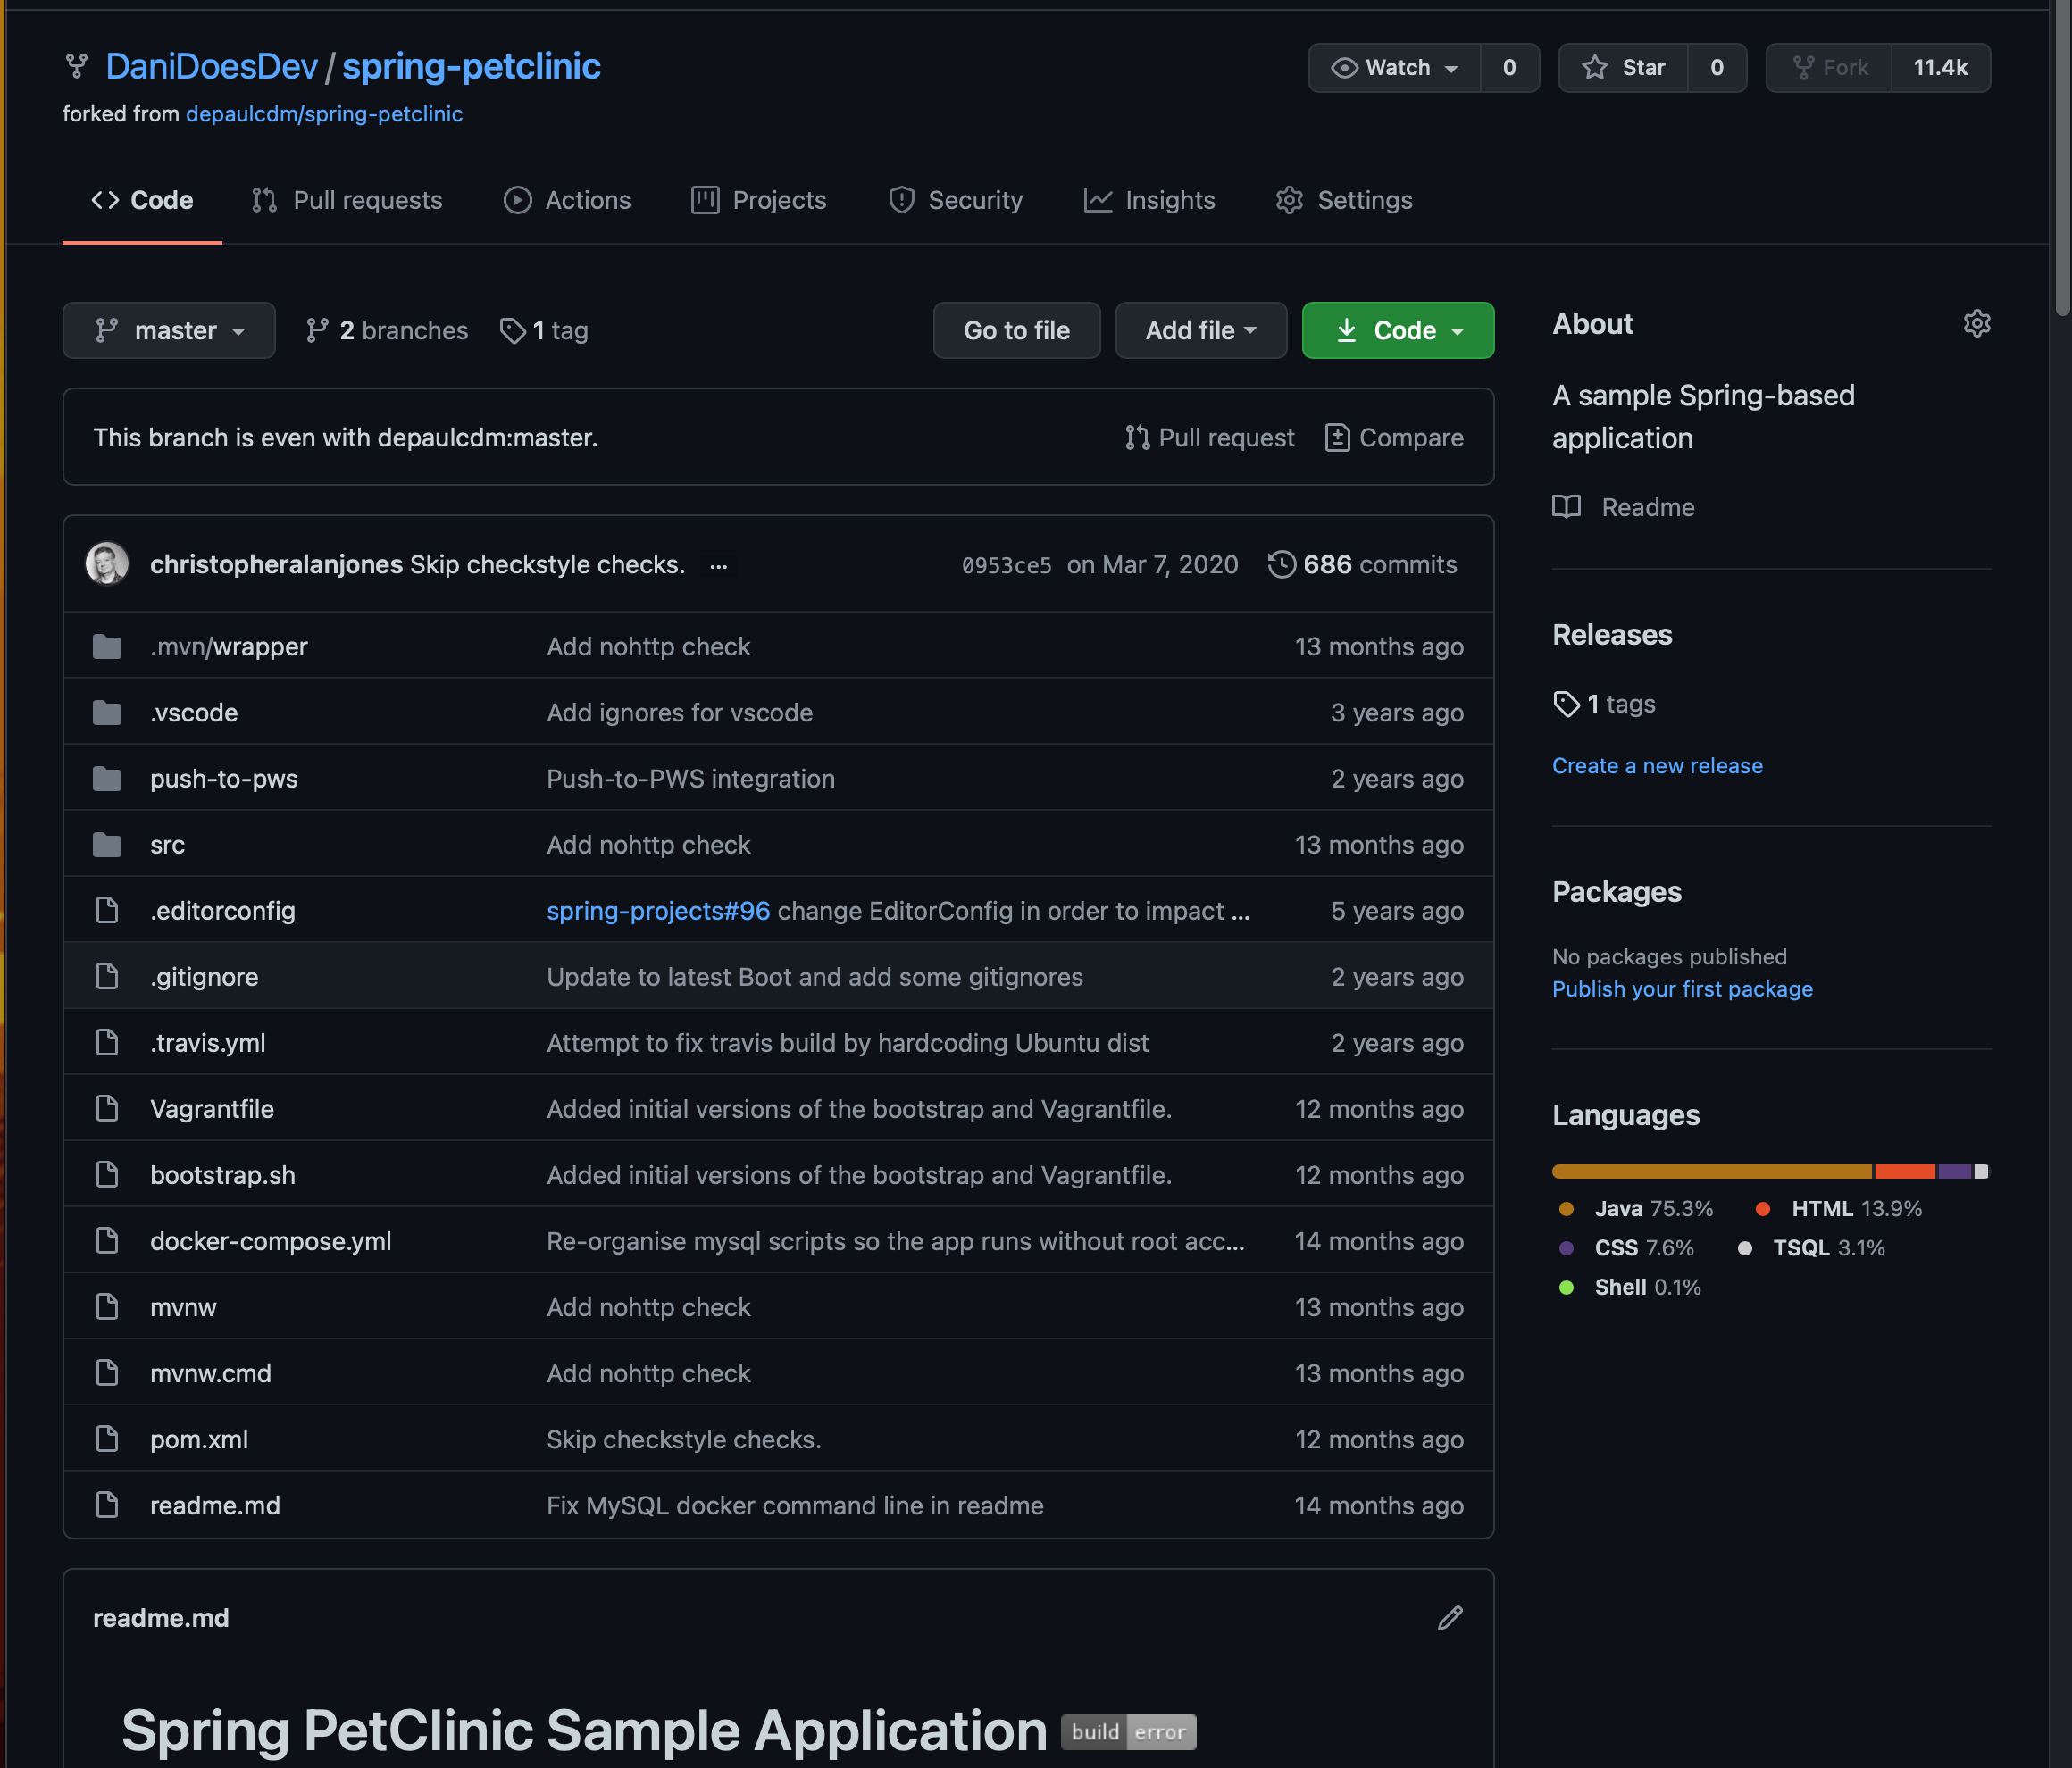 DaniDoesDev / spring-petclinic
Watch 0 Star 0 Fork 11.4k
forked from depaulcdm/spring-petclinic
Code Pull requests Actions Projects Security Insights Settings
master 2 branches 1 tag Go to file Add file Code
This branch is even with depaulcdm:master. Pull request Compare
christopheralanjones Skip checkstyle checks. ... 0953ce5 on Mar 7, 2020 686 commits
.mvn/wrapper Add nohttp check 13 months ago
.vscode Add ignores for vscode 3 years ago
push-to-pws Push-to-PWS integration 2 years ago
src Add nohttp check 13 months ago
.editorconfig spring-projects#96 change EditorConfig in order to impact ... 5 years ago
.gitignore Update to latest Boot and add some gitignores 2 years ago
.travis.yml Attempt to fix travis build by hardcoding Ubuntu dist 2 years ago
Vagrantfile Added initial versions of the bootstrap and Vagrantfile. 12 months ago
bootstrap.sh Added initial versions of the bootstrap and Vagrantfile. 12 months ago
docker-compose.yml Re-organise mysql scripts so the app runs without root acc... 14 months ago
mvnw Add nohttp check 13 months ago
mvnw.cmd Add nohttp check 13 months ago
pom.xml Skip checkstyle checks. 12 months ago
readme.md Fix MySQL docker command line in readme 14 months ago
readme.md
Spring PetClinic Sample Application build error
About
A sample Spring-based
application
Readme
Releases
1 tags
Create a new release
Packages
No packages published
Publish your first package
Languages
Java 75.3% HTML 13.9%
CSS 7.6% TSQL 3.1%
Shell 0.1%